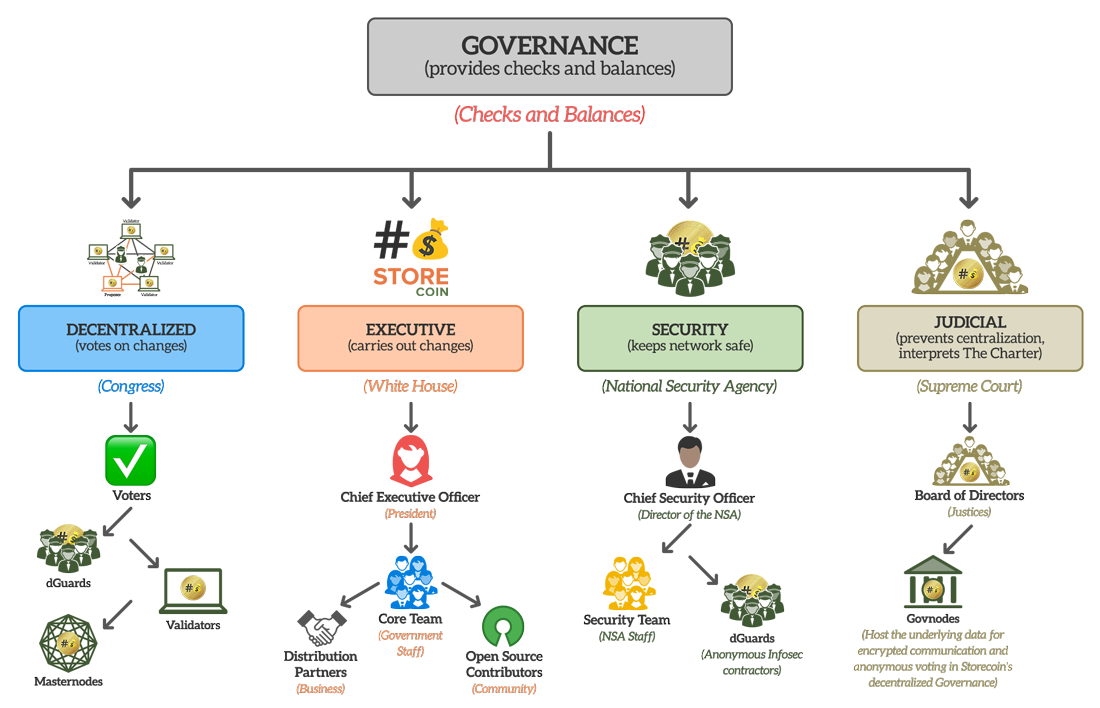 GOVERNANCE
(provides checks and balances)
(Checks and Balances)
Validator
Validator
Validator
Proposer
Validator
#$
STORE
COIN
#$
#$
DECENTRALIZED
(votes on changes)
EXECUTIVE
(carries out changes)
SECURITY
(keeps network safe)
JUDICIAL
(prevents centralization,
interprets The Charter)
(Congress)
(White House)
(National Security Agency)
(Supreme Court)
Voters
Chief Executive Officer
(President)
Chief Security Officer
(Director of the NSA)
Board of Directors
(Justices)
dGuards
Validators
Masternodes
Core Team
(Government
Staff)
Distribution
Partners
(Business)
Open Source
Contributors
(Community)
Security Team
(NSA Staff)
dGuards
(Anonymous Infosec
contractors)
Govnodes
(Host the underlying data for
encrypted communication and
anonymous voting in Storecoin's
decentralized Governance)